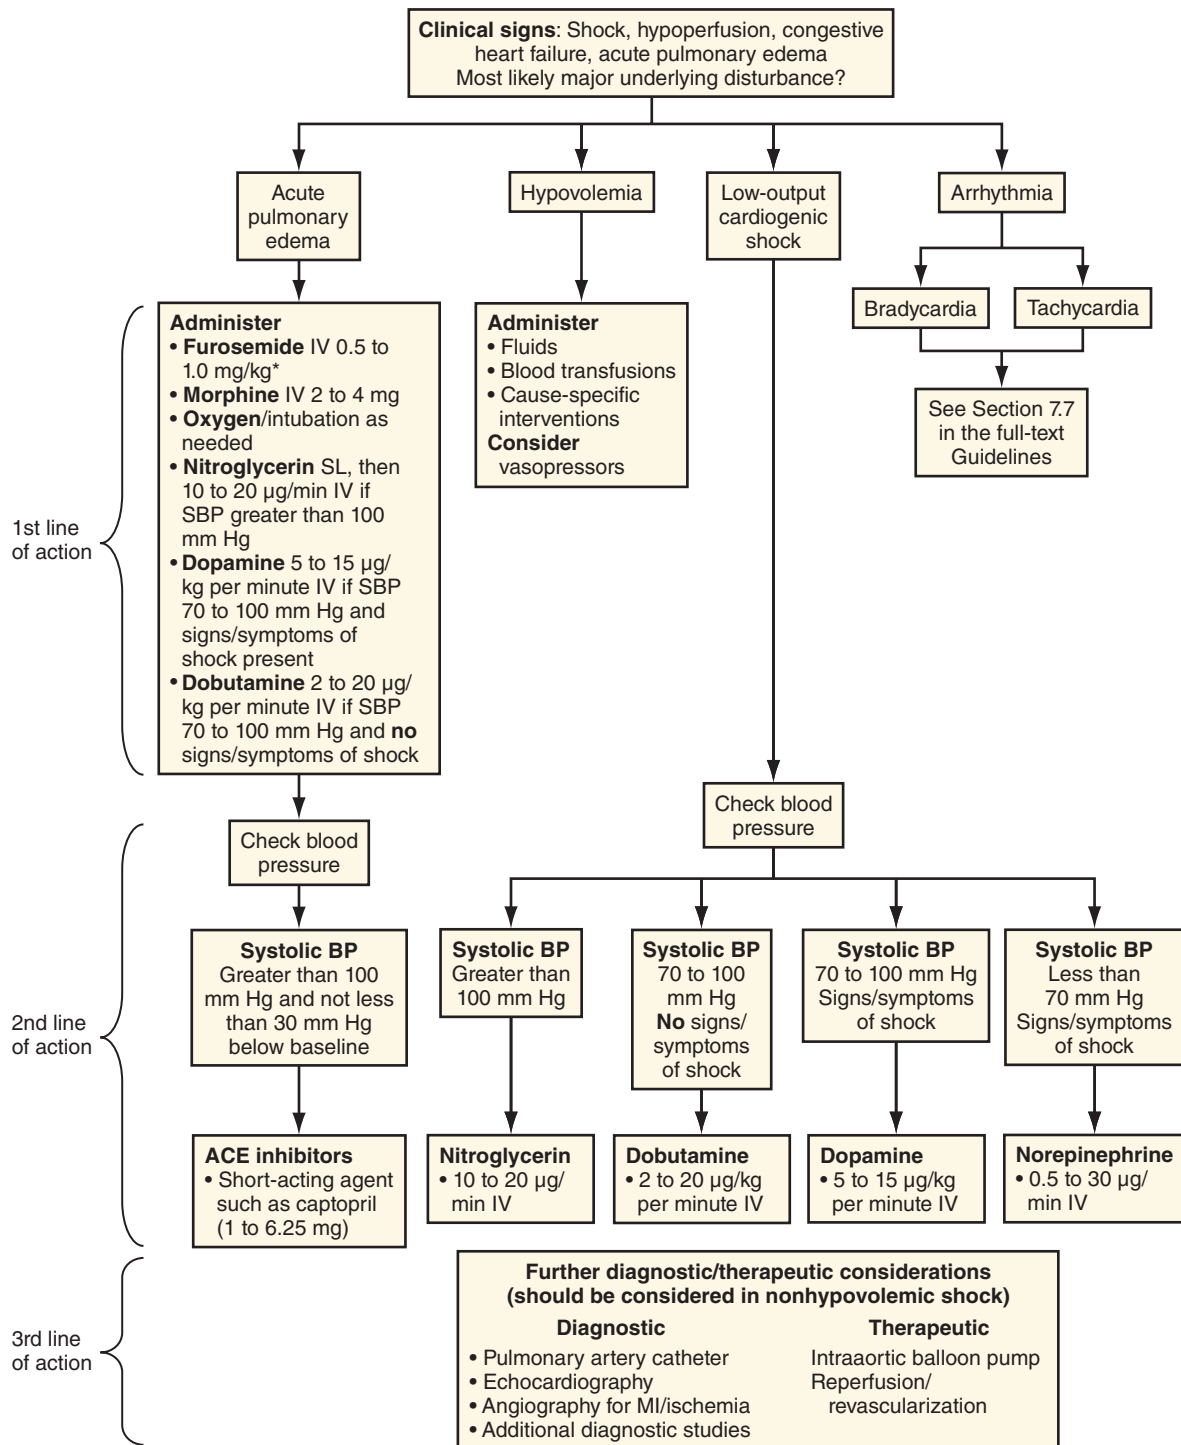 Clinical signs: Shock, hypoperfusion, congestive
heart failure, acute pulmonary edema
Most likely major underlying disturbance?
Acute
pulmonary
edema
Hypovolemia
Low-output
cardiogenic
shock
Arrhythmia
Bradycardia
Tachycardia
See Section 7.7
in the full-text
Guidelines
1st line
of action
Administer
• Furosemide IV 0.5 to
1.0 mg/kg*
• Morphine IV 2 to 4 mg
• Oxygen/intubation as
needed
• Nitroglycerin SL, then
10 to 20 µg/min IV if
SBP greater than 100
mm Hg
• Dopamine 5 to 15 µg/
kg per minute IV if SBP
70 to 100 mm Hg and
signs/symptoms of
shock present
• Dobutamine 2 to 20 µg/
kg per minute IV if SBP
70 to 100 mm Hg and no
signs/symptoms of shock
Administer
• Fluids
• Blood transfusions
• Cause-specific
interventions
Consider
vasopressors
2nd line
of action
Check blood
pressure
Systolic BP
Greater than 100
mm Hg and not less
than 30 mm Hg
below baseline
ACE inhibitors
• Short-acting agent
such as captopril
(1 to 6.25 mg)
Check blood
pressure
Systolic BP
Greater than
100 mm Hg
Systolic BP
70 to 100
mm Hg
No signs/
symptoms
of shock
Systolic BP
70 to 100 mm Hg
Signs/symptoms
of shock
Systolic BP
Less than
70 mm Hg
Signs/symptoms
of shock
Nitroglycerin
• 10 to 20 µg/
min IV
Dobutamine
• 2 to 20 µg/kg
per minute IV
Dopamine
• 5 to 15 µg/kg
per minute IV
Norepinephrine
• 0.5 to 30 µg/
min IV
3rd line
of action
Further diagnostic/therapeutic considerations
(should be considered in nonhypovolemic shock)
Diagnostic
• Pulmonary artery catheter
• Echocardiography
• Angiography for MI/ischemia
• Additional diagnostic studies
Therapeutic
Intraaortic balloon pump
Reperfusion/
revascularization